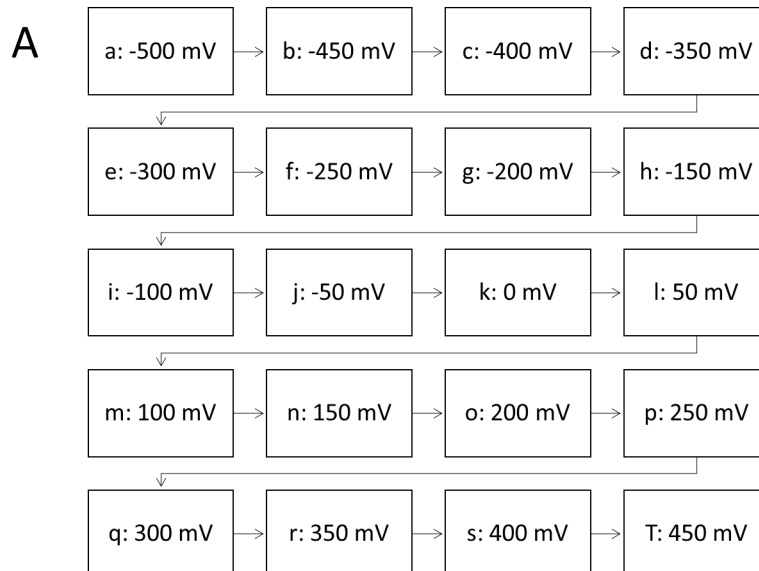 A
a: -500 mV
b: -450 mV
c: -400 mV
d: -350 mV
e: -300 mV
f: -250 mV
g: -200 mV
h: -150 mV
i: -100 mV
j: -50 mV
k: 0 mV
l: 50 mV
m: 100 mV
n: 150 mV
o: 200 mV
p: 250 mV
q: 300 mV
r: 350 mV
s: 400 mV
T: 450 mV